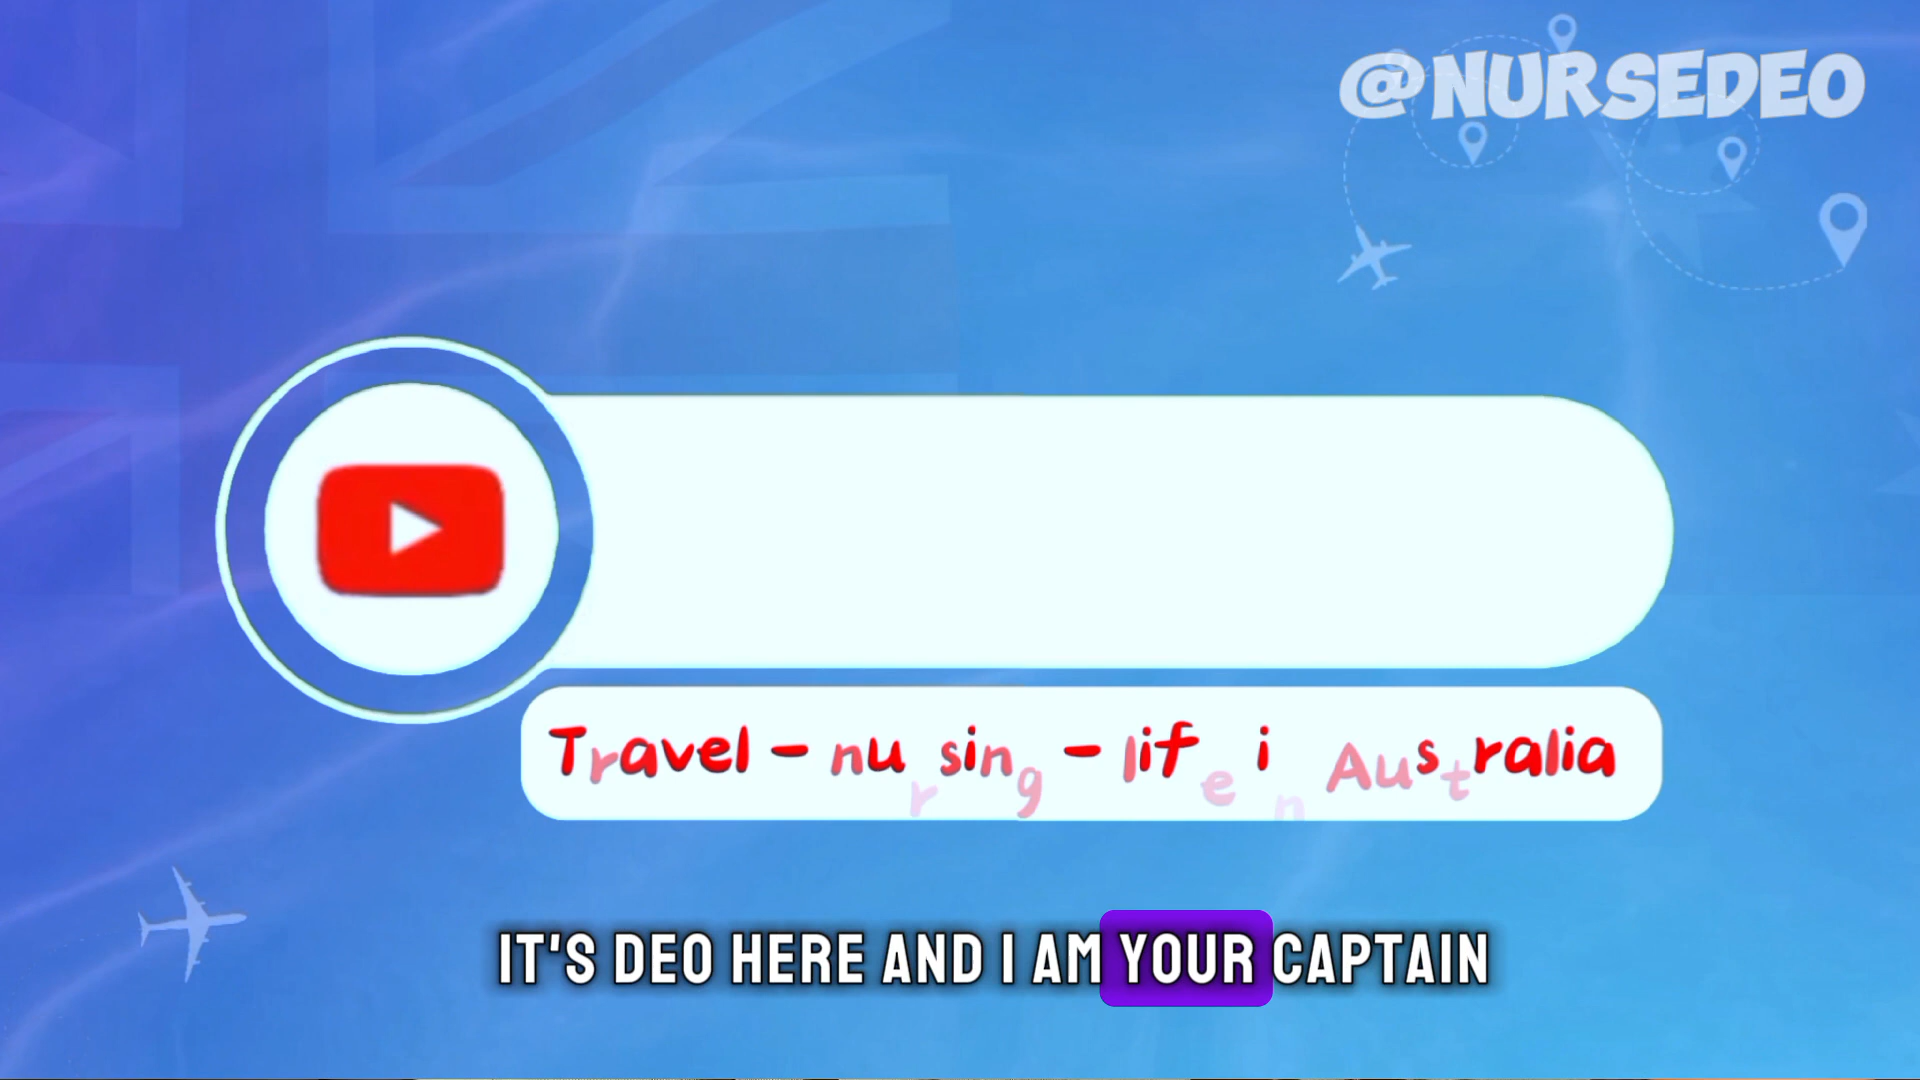 @NURSEDEO
Travel - nursing - life in Australia
IT'S DEO HERE AND I AM YOUR CAPTAIN